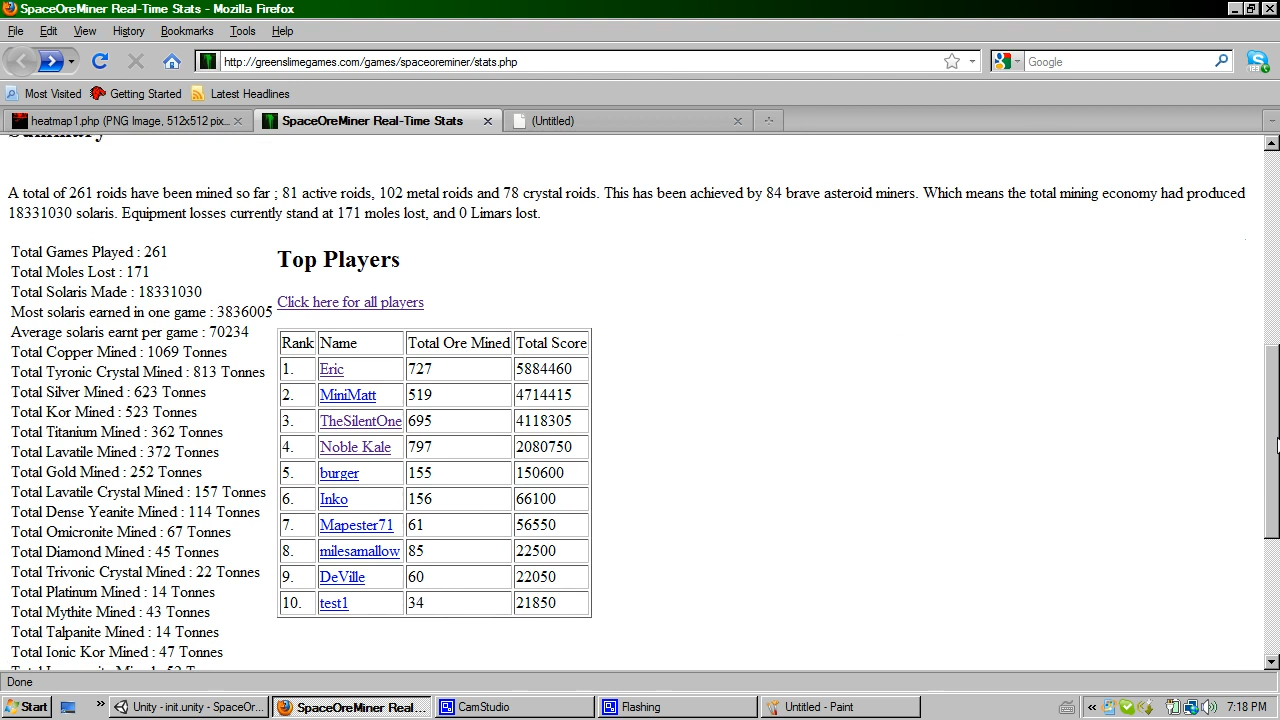 SpaceOreMiner Real-Time Stats - Mozilla Firefox
File Edit View History Bookmarks Tools Help
http://greenslimegames.com/games/spaceoreminer/stats.php
Google
Most Visited Getting Started Latest Headlines
heatmap1.php (PNG Image, 512x512 pix...
SpaceOreMiner Real-Time Stats
(Untitled)
Summary
A total of 261 roids have been mined so far ; 81 active roids, 102 metal roids and 78 crystal roids. This has been achieved by 84 brave asteroid miners. Which means the total mining economy had produced
18331030 solaris. Equipment losses currently stand at 171 moles lost, and 0 Limars lost.
Total Games Played : 261
Total Moles Lost : 171
Total Solaris Made : 18331030
Most solaris earned in one game : 3836005
Average solaris earnt per game : 70234
Total Copper Mined : 1069 Tonnes
Total Tyronic Crystal Mined : 813 Tonnes
Total Silver Mined : 623 Tonnes
Total Kor Mined : 523 Tonnes
Total Titanium Mined : 362 Tonnes
Total Lavatile Mined : 372 Tonnes
Total Gold Mined : 252 Tonnes
Total Lavatile Crystal Mined : 157 Tonnes
Total Dense Yeanite Mined : 114 Tonnes
Total Omicronite Mined : 67 Tonnes
Total Diamond Mined : 45 Tonnes
Total Trivonic Crystal Mined : 22 Tonnes
Total Platinum Mined : 14 Tonnes
Total Mythite Mined : 43 Tonnes
Total Talpanite Mined : 14 Tonnes
Total Ionic Kor Mined : 47 Tonnes
Top Players
Click here for all players
Rank Name Total Ore Mined Total Score
1. Eric 727 5884460
2. MiniMatt 519 4714415
3. TheSilentOne 695 4118305
4. Noble Kale 797 2080750
5. burger 155 150600
6. Inko 156 66100
7. Mapester71 61 56550
8. milesamallow 85 22500
9. DeVille 60 22050
10. test1 34 21850
Done
Start
Unity - init.unity - SpaceOr...
SpaceOreMiner Real...
CamStudio
Flashing
Untitled - Paint
7:18 PM